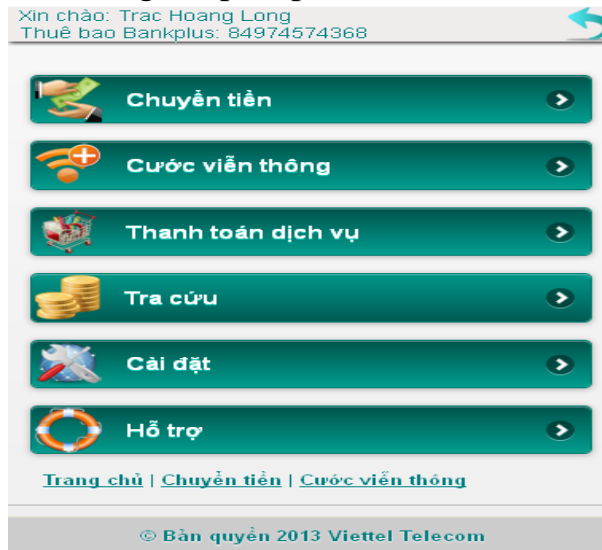 Xin chào: Trac Hoang Long
Thuê bao Bankplus: 84974574368
Chuyển tiền
Cước viễn thông
Thanh toán dịch vụ
Tra cứu
Cài đặt
Hỗ trợ
Trang chủ | Chuyển tiền | Cước viễn thông
© Bản quyền 2013 Viettel Telecom